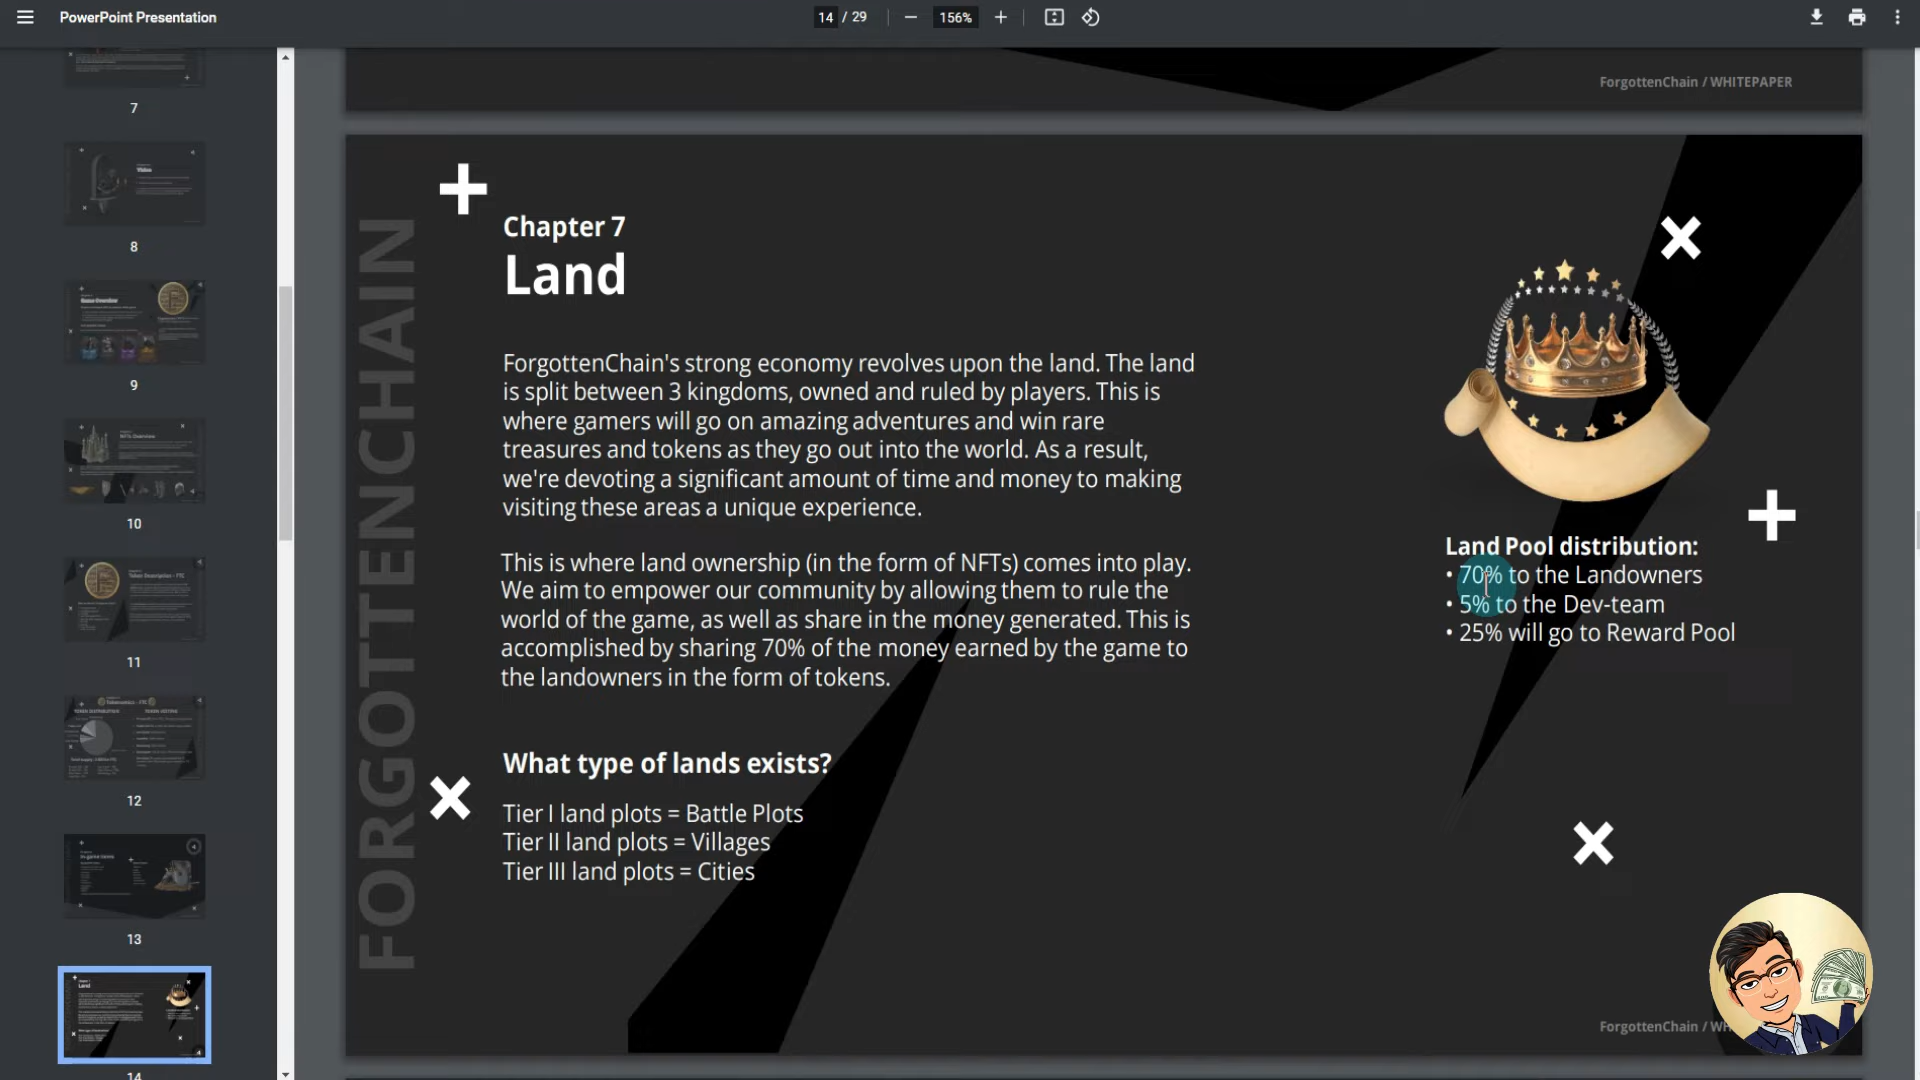 PowerPoint Presentation
14 / 29
156%
7
8
9
10
11
12
13
14
ForgottenChain / WHITEPAPER
FORGOTTENCHAIN
Chapter 7
Land
ForgottenChain's strong economy revolves upon the land. The land
is split between 3 kingdoms, owned and ruled by players. This is
where gamers will go on amazing adventures and win rare
treasures and tokens as they go out into the world. As a result,
we're devoting a significant amount of time and money to making
visiting these areas a unique experience.
This is where land ownership (in the form of NFTs) comes into play.
We aim to empower our community by allowing them to rule the
world of the game, as well as share in the money generated. This is
accomplished by sharing 70% of the money earned by the game to
the landowners in the form of tokens.
What type of lands exists?
Tier I land plots = Battle Plots
Tier II land plots = Villages
Tier III land plots = Cities
Land Pool distribution:
• 70% to the Landowners
• 5% to the Dev-team
• 25% will go to Reward Pool
ForgottenChain /